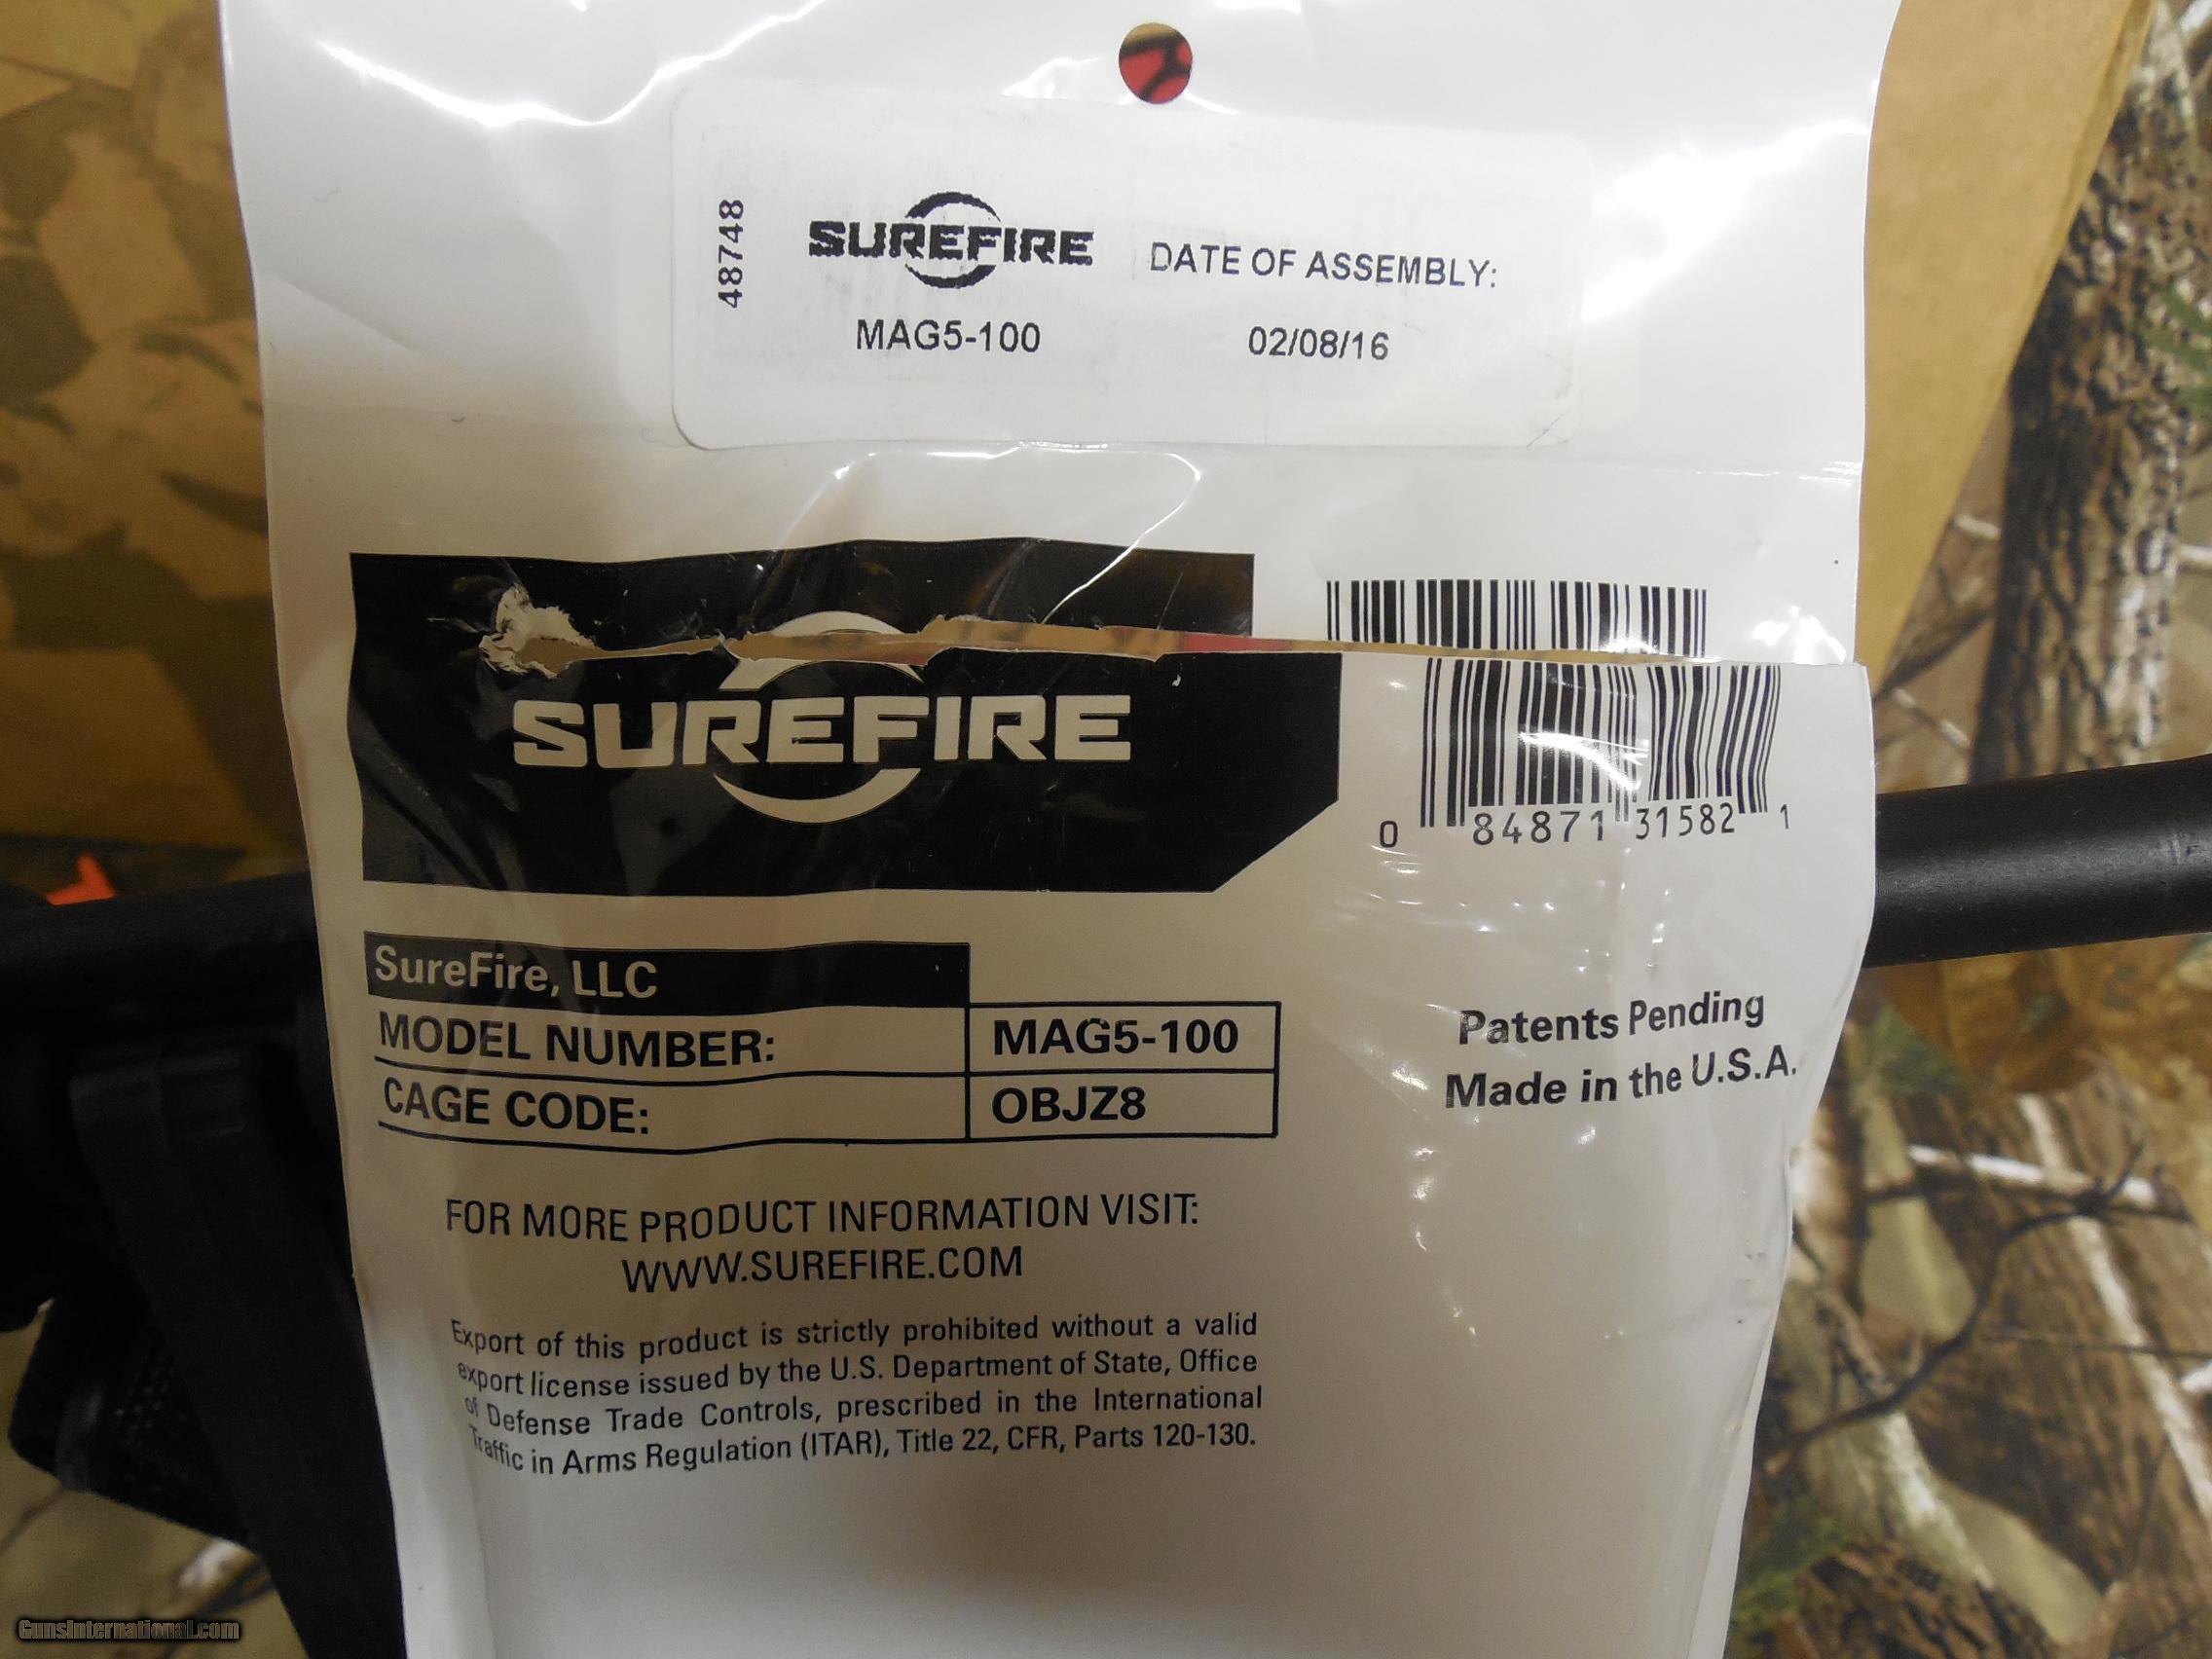 48748
SUREFIRE
DATE OF ASSEMBLY:
MAG5-100
02/08/16
SUREFIRE
0 84871 31582 1
SureFire, LLC
MODEL NUMBER: MAG5-100
CAGE CODE: OBJZ8
Patents Pending
Made in the U.S.A.
FOR MORE PRODUCT INFORMATION VISIT:
WWW.SUREFIRE.COM
Export of this product is strictly prohibited without a valid
export license issued by the U.S. Department of State, Office
of Defense Trade Controls, prescribed in the International
Traffic in Arms Regulation (ITAR), Title 22, CFR, Parts 120-130.
GunsInternational.com